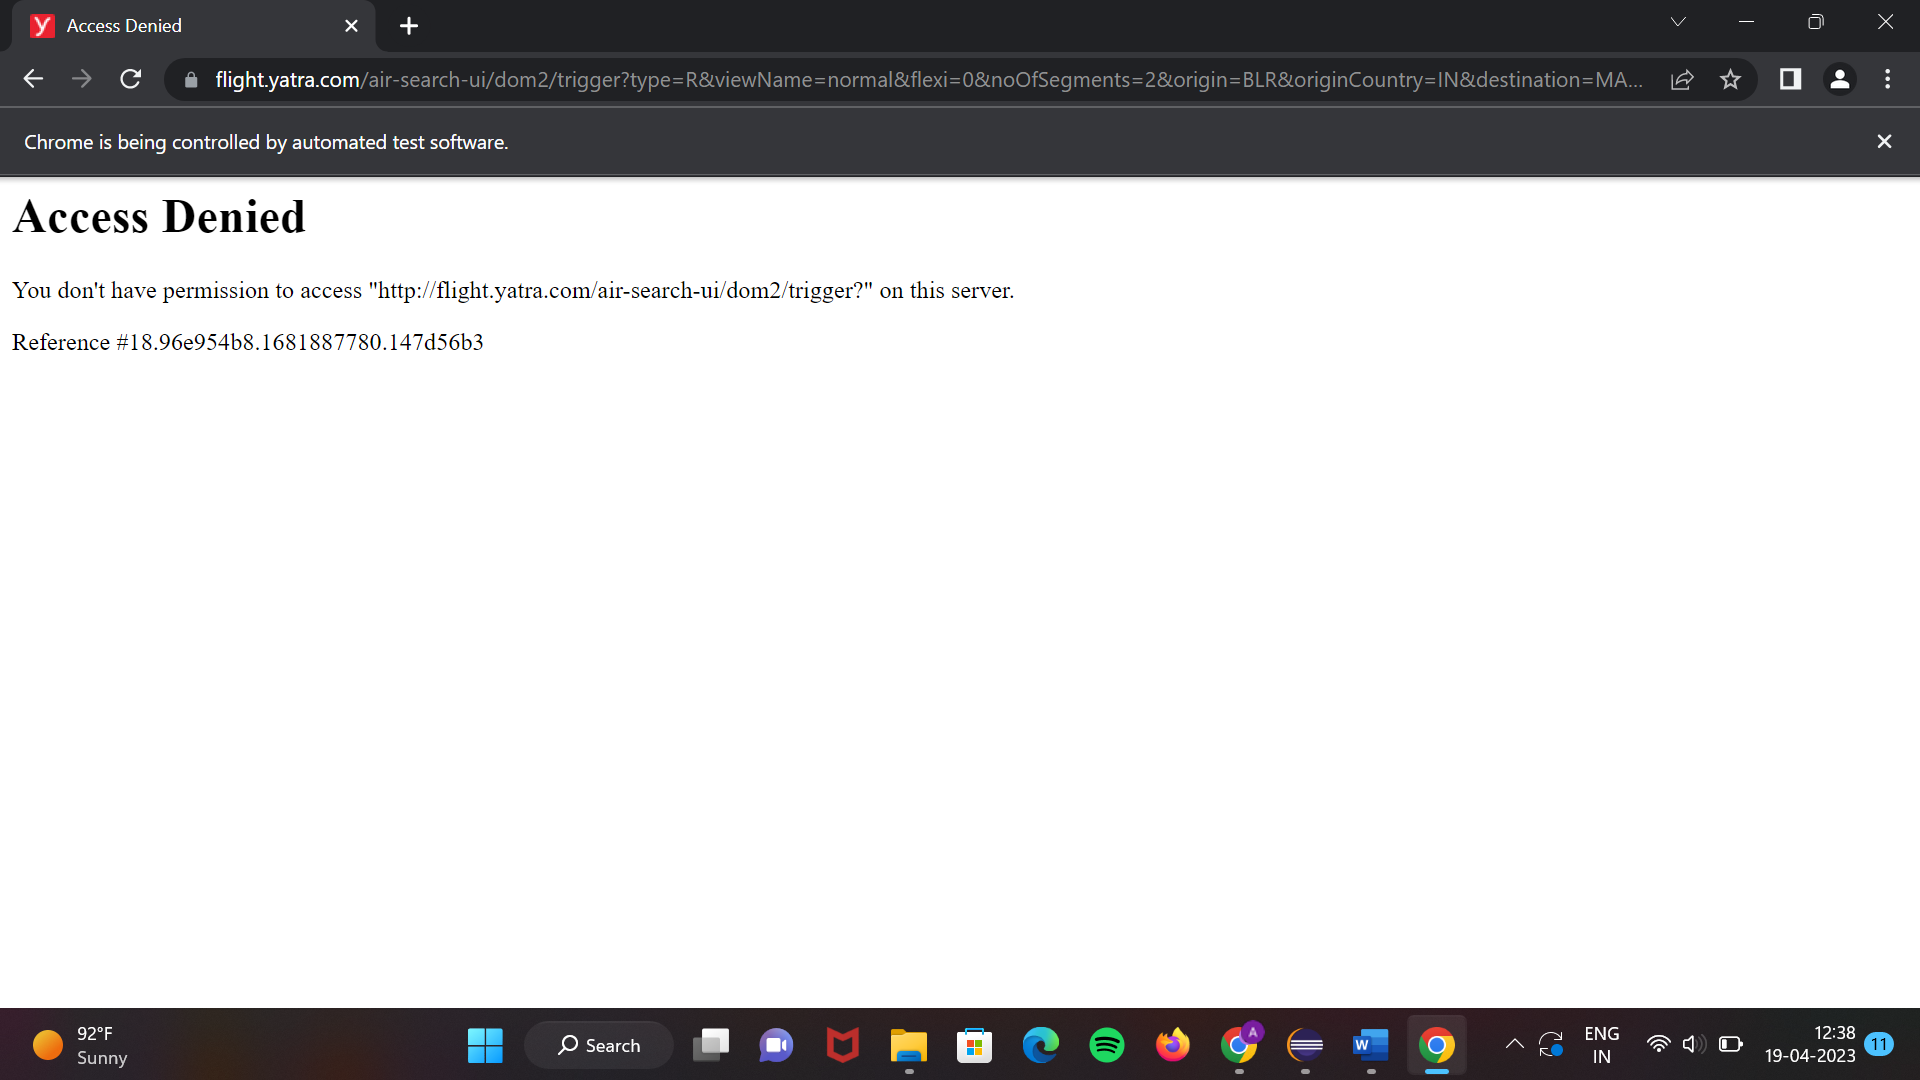 Access Denied
flight.yatra.com/air-search-ui/dom2/trigger?type=R&viewName=normal&flexi=0&noOfSegments=2&origin=BLR&originCountry=IN&destination=MA...
Chrome is being controlled by automated test software.
Access Denied
You don't have permission to access "http://flight.yatra.com/air-search-ui/dom2/trigger?" on this server.
Reference #18.96e954b8.1681887780.147d56b3
92°F
Sunny
Search
A
W
ENG
IN
12:38
19-04-2023
11